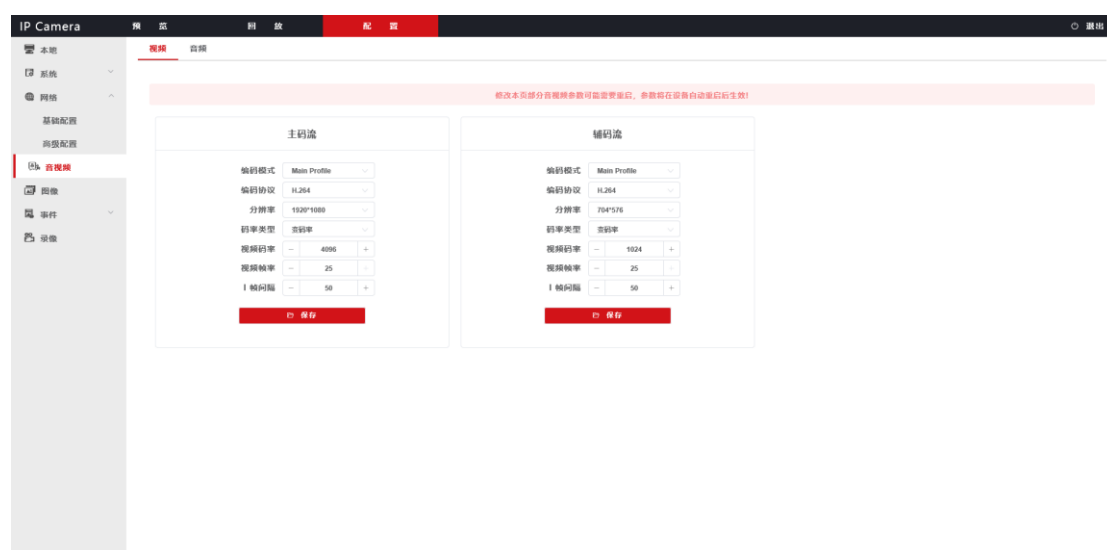 IP Camera 预 览 回 放 配 置 退出
本地
系统
网络
基础配置
高级配置
音视频
图像
事件
录像
视频 音频
修改本页部分音视频参数可能需要重启，参数将在设备自动重启后生效!
主码流
编码模式 Main Profile
编码协议 H.264
分辨率 1920*1080
码率类型 变码率
视频码率 − 4096 +
视频帧率 − 25 +
I 帧间隔 − 50 +
保存
辅码流
编码模式 Main Profile
编码协议 H.264
分辨率 704*576
码率类型 变码率
视频码率 − 1024 +
视频帧率 − 25 +
I 帧间隔 − 50 +
保存